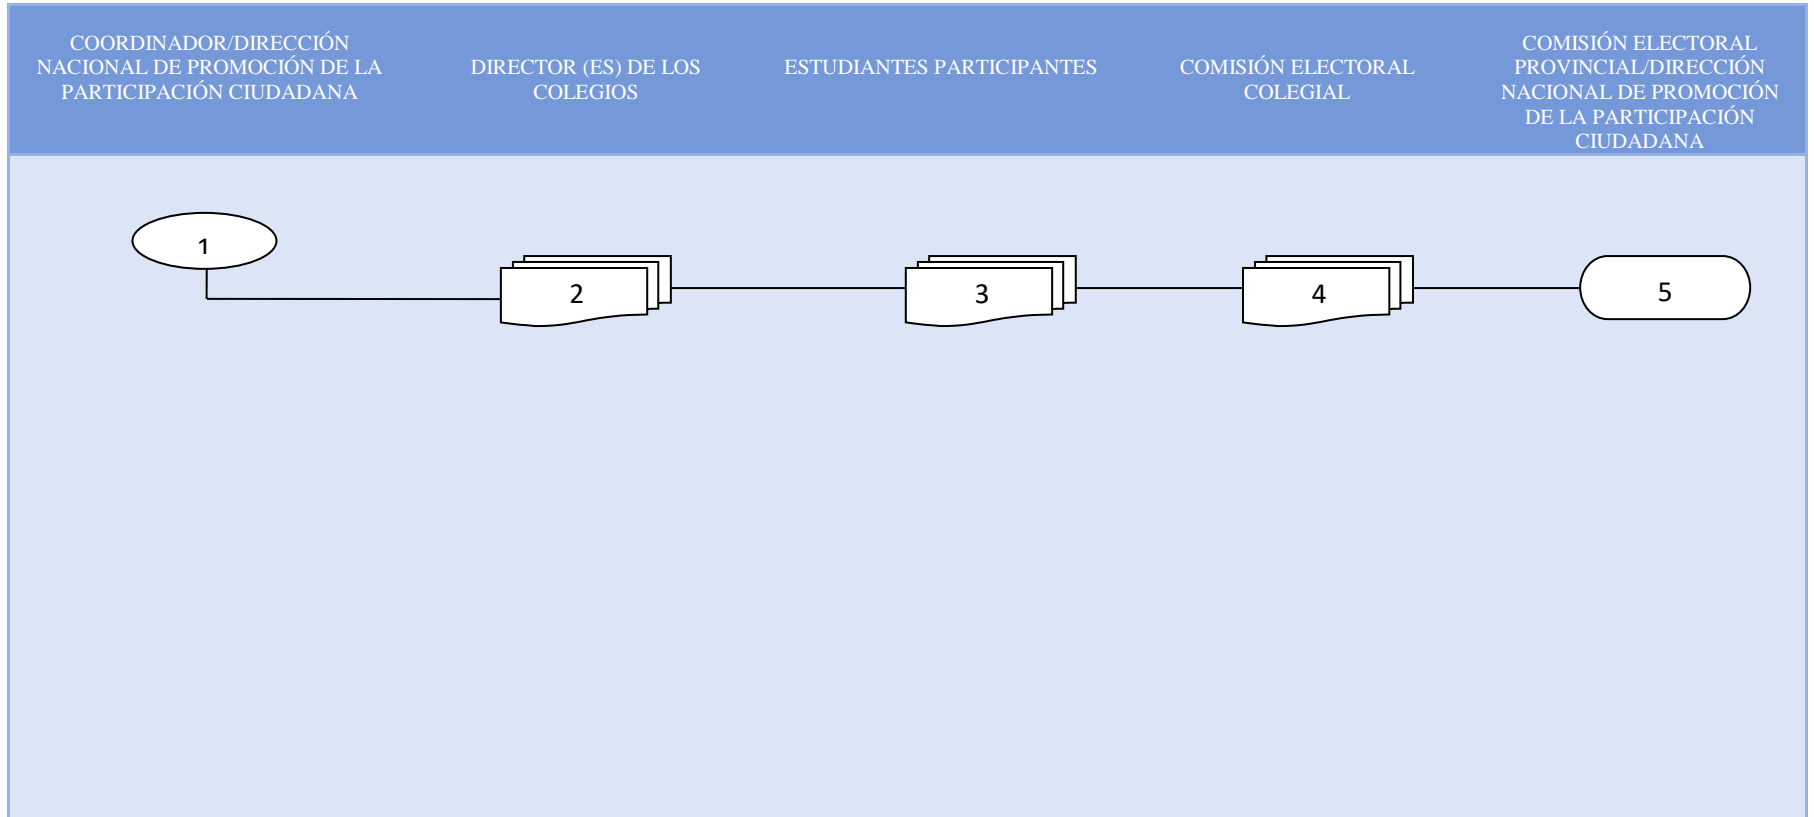 COORDINADOR/DIRECCIÓN
NACIONAL DE PROMOCIÓN DE LA
PARTICIPACIÓN CIUDADANA
DIRECTOR (ES) DE LOS
COLEGIOS
ESTUDIANTES PARTICIPANTES
COMISIÓN ELECTORAL
COLEGIAL
COMISIÓN ELECTORAL
PROVINCIAL/DIRECCIÓN
NACIONAL DE PROMOCIÓN
DE LA PARTICIPACIÓN
CIUDADANA
1
2
3
4
5